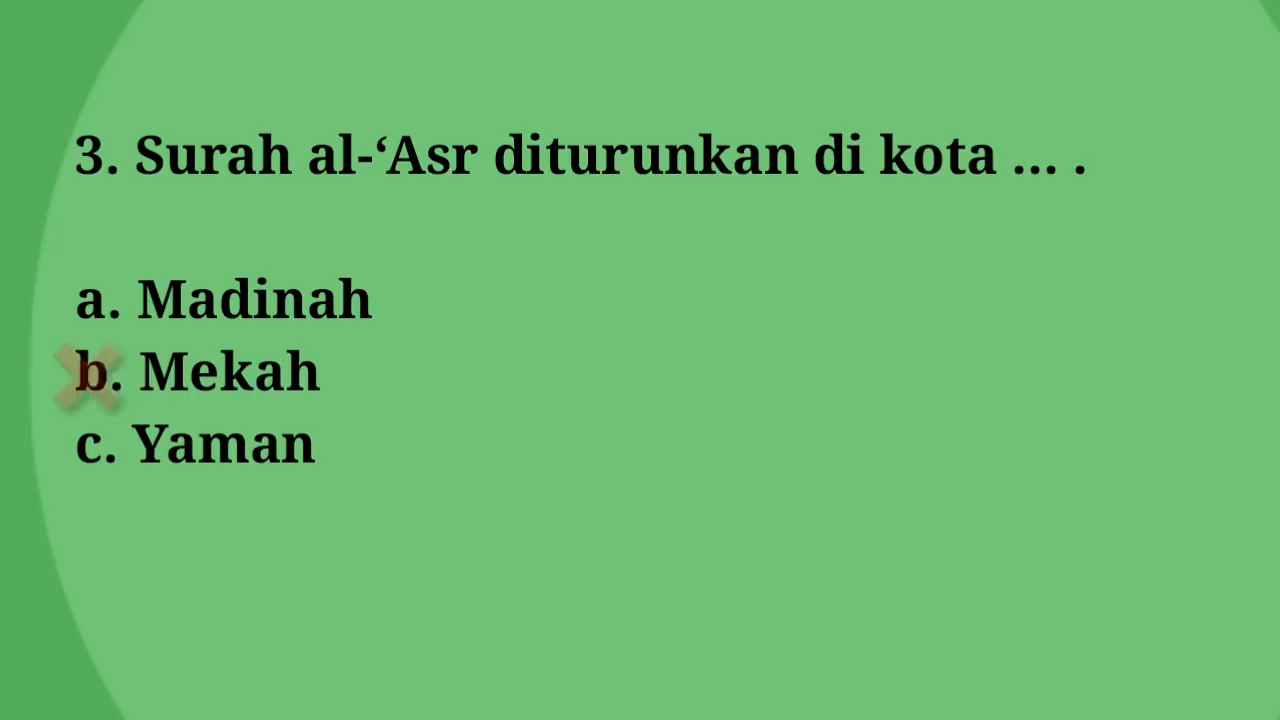 3. Surah al-‘Asr diturunkan di kota ... .
a. Madinah
b. Mekah
c. Yaman